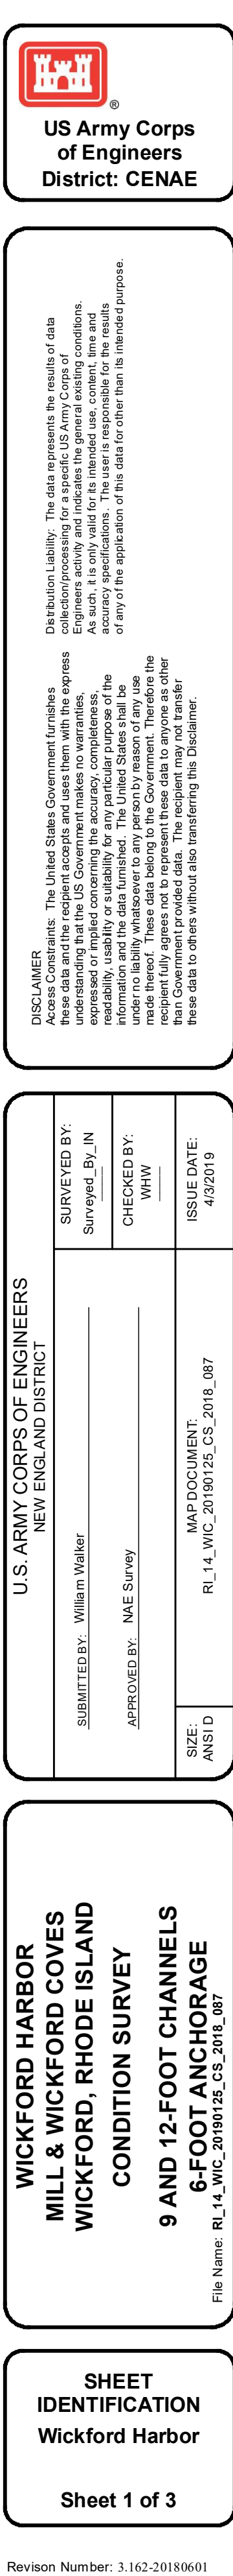 ®
US Army Corps
of Engineers
District: CENAE
DISCLAIMER
Access Constraints: The United States Government furnishes
these data and the recipient accepts and uses them with the express
understanding that the US Government makes no warranties,
expressed or implied concerning the accuracy, completeness,
readability, usability or suitability for any particular purpose of the
information and the data furnished. The United States shall be
under no liability whatsoever to any person by reason of any use
made thereof. These data belong to the Government. Therefore the
recipient fully agrees not to represent these data to anyone as other
than Government provided data. The recipient may not transfer
these data to others without also transferring this Disclaimer.
Distribution Liability: The data represents the results of data
collection/processing for a specific US Army Corps of
Engineers activity and indicates the general existing conditions.
As such, it is only valid for its intended use, content, time and
accuracy specifications. The user is responsible for the results
of any of the application of this data for other than its intended purpose.
U.S. ARMY CORPS OF ENGINEERS
NEW ENGLAND DISTRICT
SUBMITTED BY: William Walker
APPROVED BY: NAE Survey
SURVEYED BY:
Surveyed_By_IN
CHECKED BY:
WHW
SIZE:
ANSI D
MAP DOCUMENT:
RI_14_WIC_20190125_CS_2018_087
ISSUE DATE:
4/3/2019
WICKFORD HARBOR
MILL & WICKFORD COVES
WICKFORD, RHODE ISLAND
CONDITION SURVEY
9 AND 12-FOOT CHANNELS
6-FOOT ANCHORAGE
File Name: RI_14_WIC_20190125_CS_2018_087
SHEET
IDENTIFICATION
Wickford Harbor
Sheet 1 of 3
Revison Number: 3.162-20180601